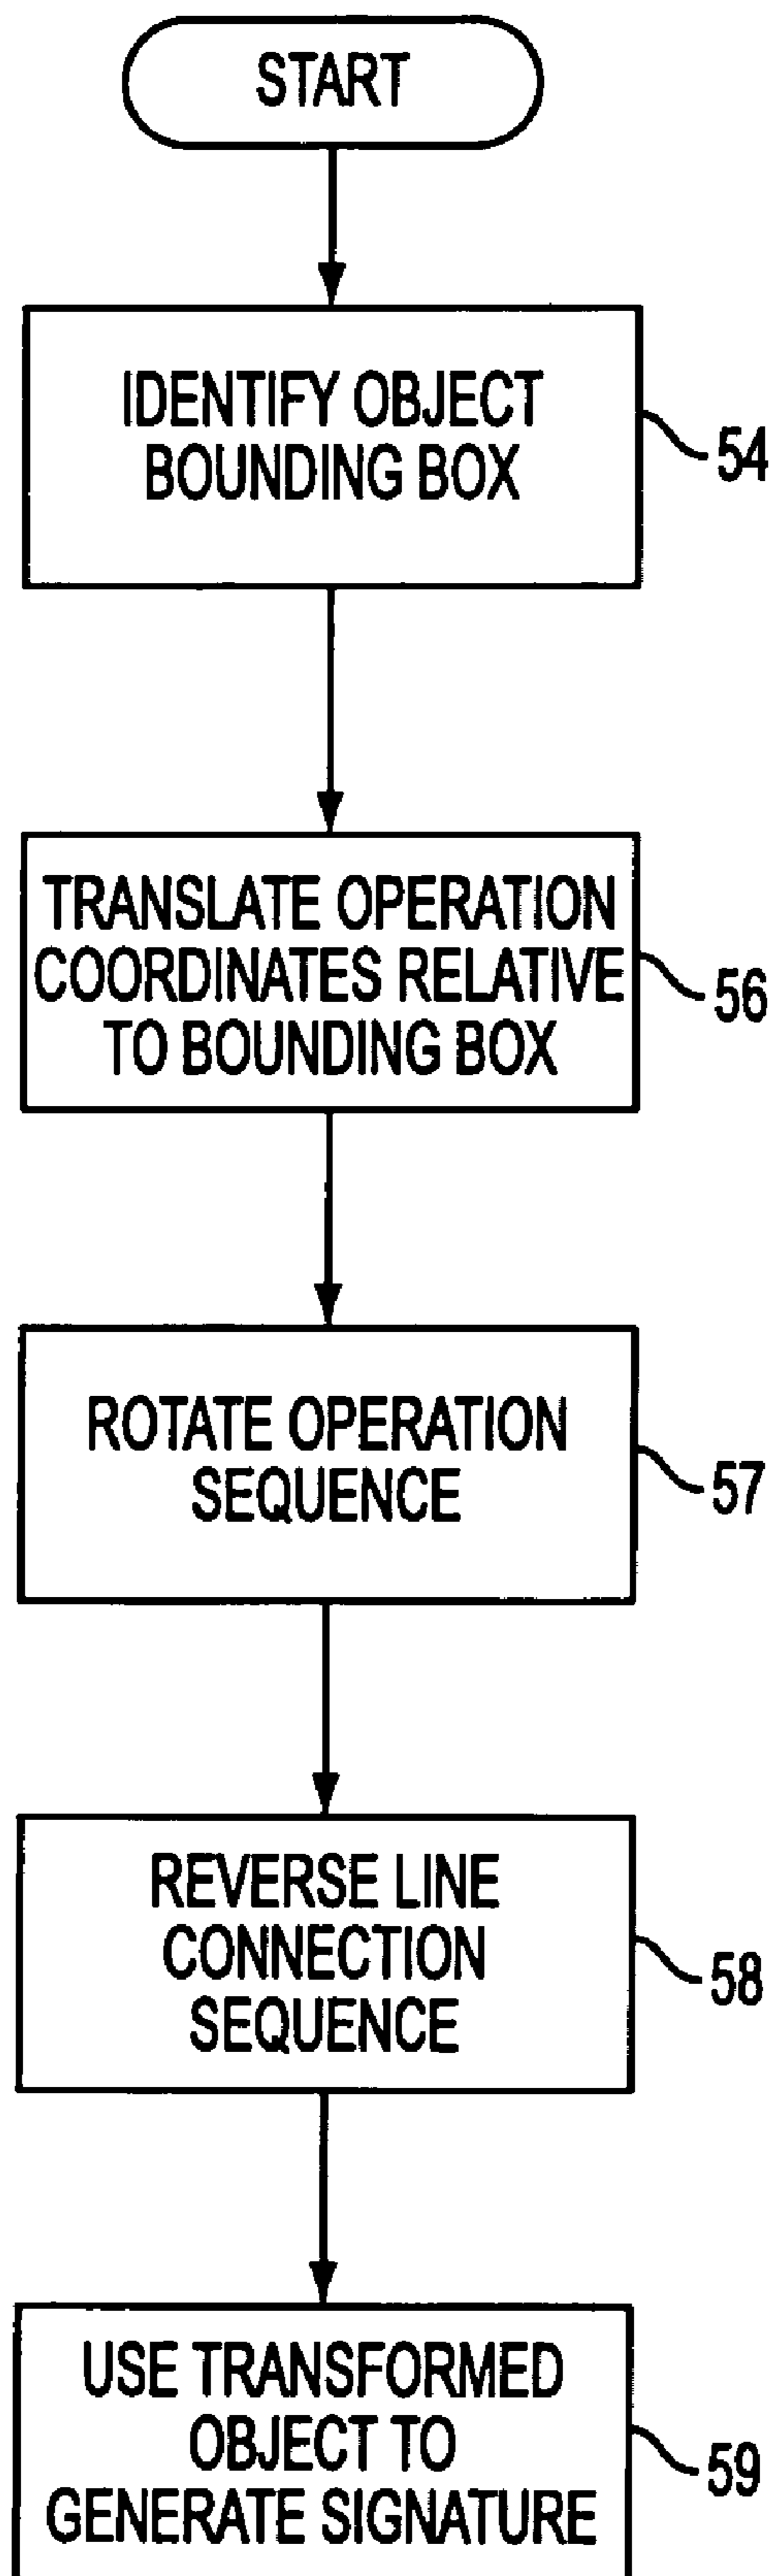 START
IDENTIFY OBJECT
BOUNDING BOX
54
TRANSLATE OPERATION
COORDINATES RELATIVE
TO BOUNDING BOX
56
ROTATE OPERATION
SEQUENCE
57
REVERSE LINE
CONNECTION
SEQUENCE
58
USE TRANSFORMED
OBJECT TO
GENERATE SIGNATURE
59